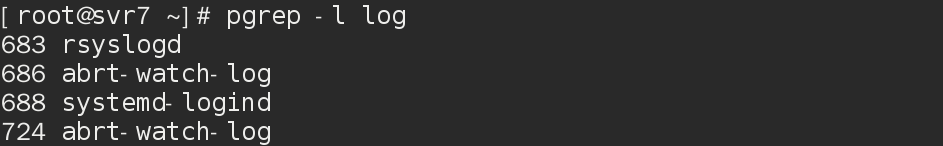 [root@svr7 ~]# pgrep -l log
683 rsyslogd
686 abrt-watch-log
688 systemd-logind
724 abrt-watch-log